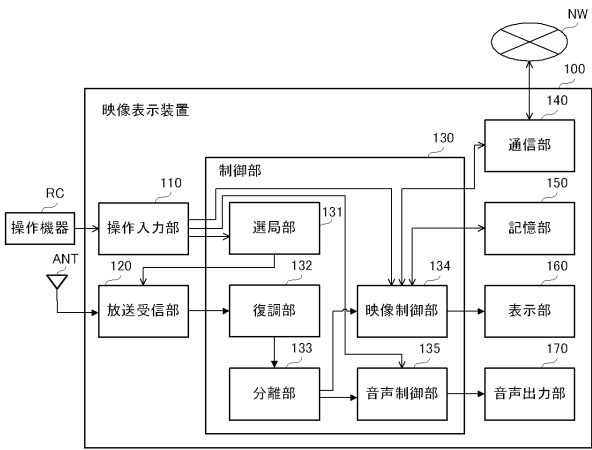 NW
100
映像表示装置
140
通信部
130
制御部
RC
操作機器
110
操作入力部
131
選局部
150
記憶部
ANT
120
放送受信部
132
復調部
134
映像制御部
160
表示部
133
分離部
135
音声制御部
170
音声出力部